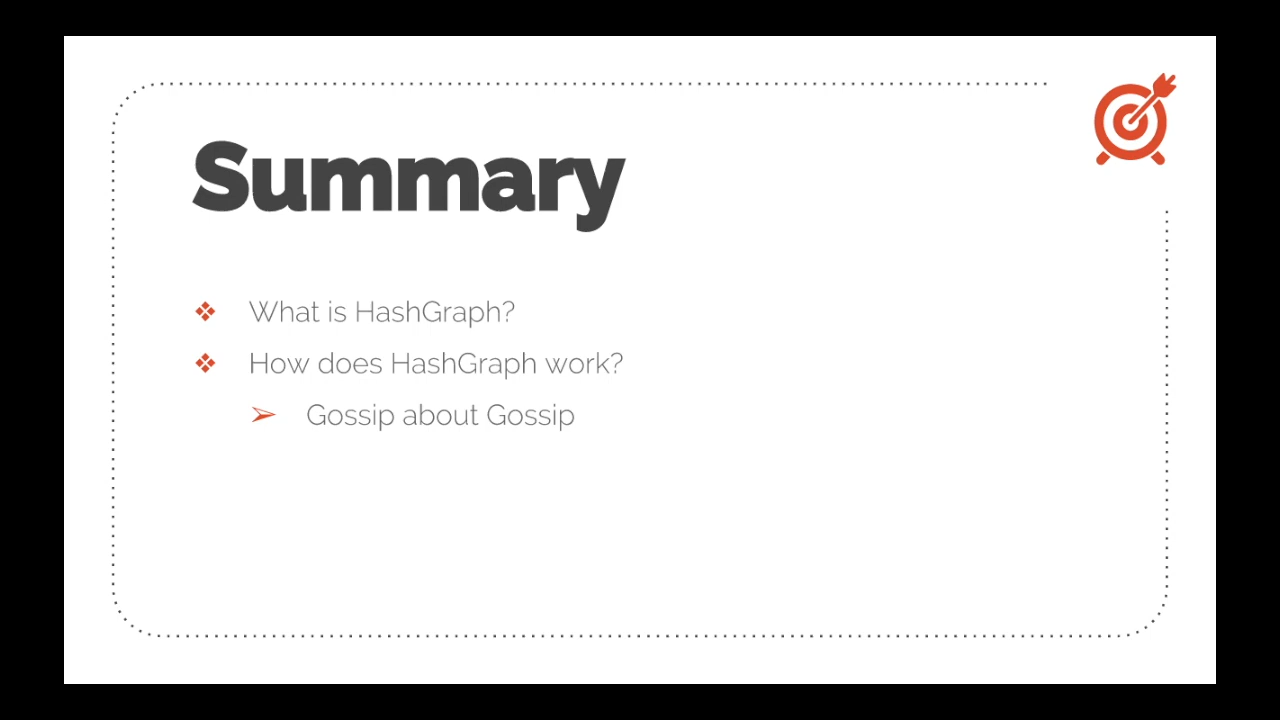 Summary
What is HashGraph?
How does HashGraph work?
Gossip about Gossip